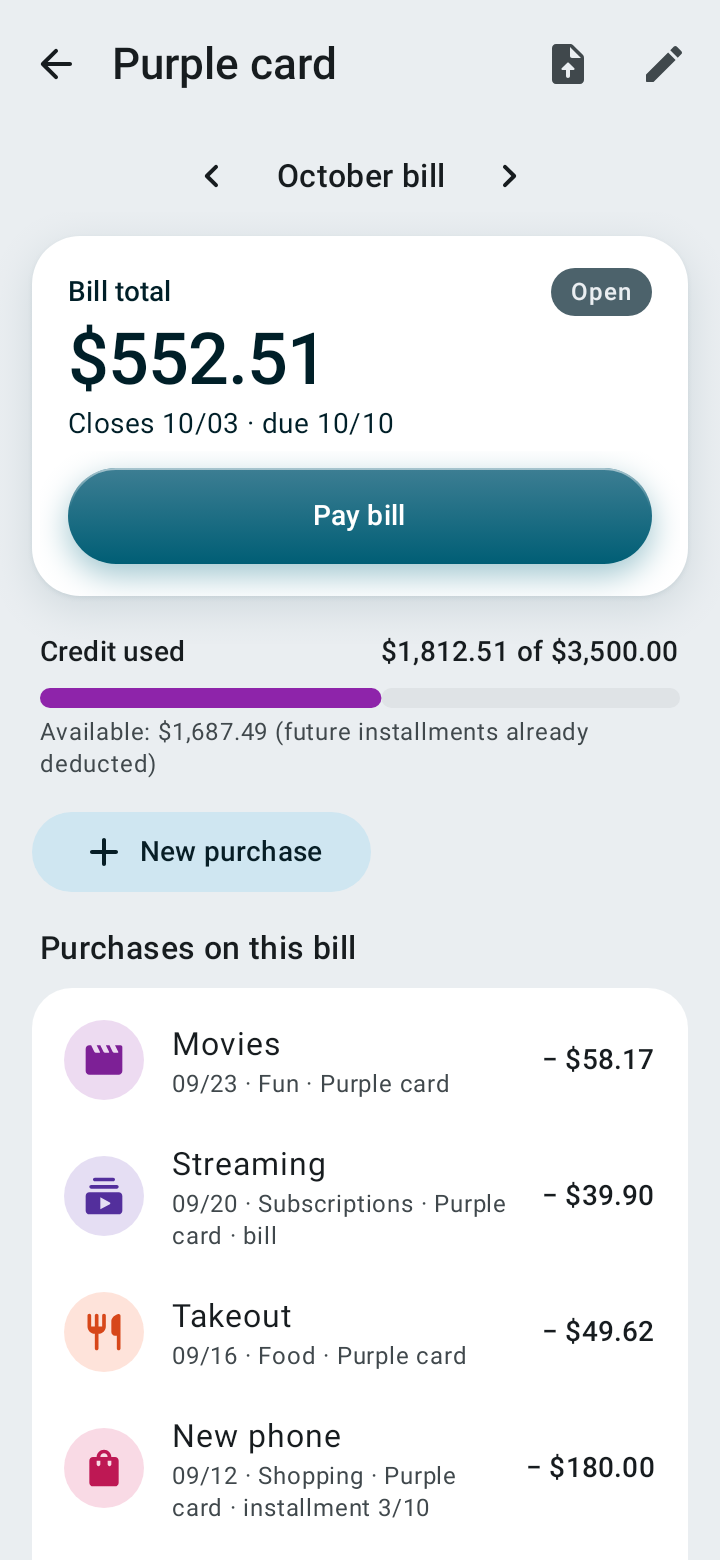 Purple card
October bill
Bill total
Open
$552.51
Closes 10/03 · due 10/10
Pay bill
Credit used
$1,812.51 of $3,500.00
Available: $1,687.49 (future installments already
deducted)
New purchase
Purchases on this bill
Movies
09/23 · Fun · Purple card
− $58.17
Streaming
09/20 · Subscriptions · Purple
card · bill
− $39.90
Takeout
09/16 · Food · Purple card
− $49.62
New phone
09/12 · Shopping · Purple
card · installment 3/10
− $180.00